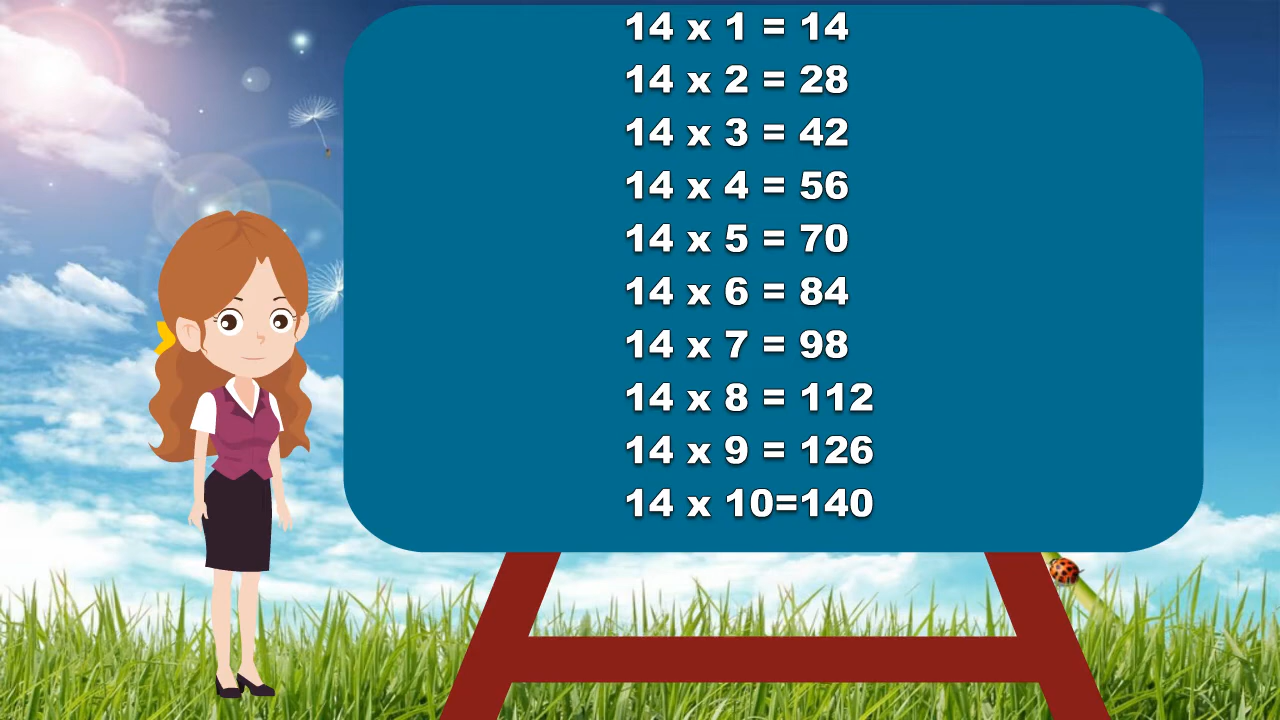 14 x 1 = 14
14 x 2 = 28
14 x 3 = 42
14 x 4 = 56
14 x 5 = 70
14 x 6 = 84
14 x 7 = 98
14 x 8 = 112
14 x 9 = 126
14 x 10=140